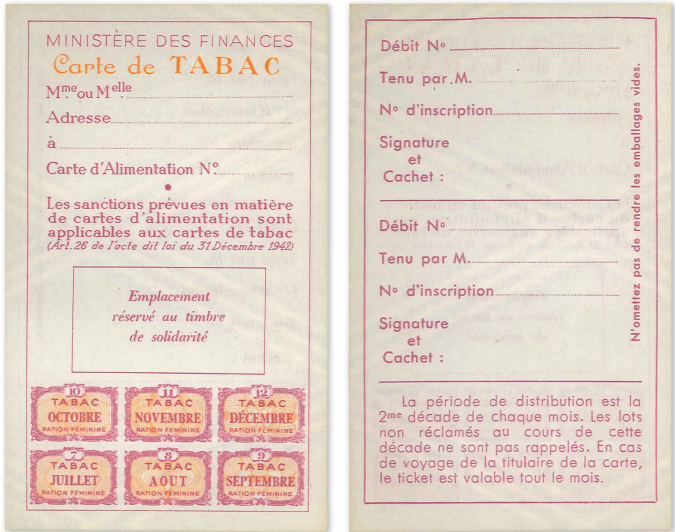 MINISTÈRE DES FINANCES
Carte de TABAC
Mme ou Melle
Adresse
à
Carte d'Alimentation No
Les sanctions prévues en matière
de cartes d'alimentation sont
applicables aux cartes de tabac
(Art. 26 de l'acte dit loi du 31 Décembre 1942)
Emplacement
réservé au timbre
de solidarité
10
TABAC
OCTOBRE
RATION FÉMININE
11
TABAC
NOVEMBRE
RATION FÉMININE
12
TABAC
DÉCEMBRE
RATION FÉMININE
7
TABAC
JUILLET
RATION FÉMININE
8
TABAC
AOUT
RATION FÉMININE
9
TABAC
SEPTEMBRE
RATION FÉMININE
Débit No
Tenu par M.
No d'inscription
Signature
et
Cachet :
Débit No
Tenu par M.
No d'inscription
Signature
et
Cachet :
N'omettez pas de rendre les emballages vides.
La période de distribution est la
2me décade de chaque mois. Les lots
non réclamés au cours de cette
décade ne sont pas rappelés. En cas
de voyage de la titulaire de la carte,
le ticket est valable tout le mois.